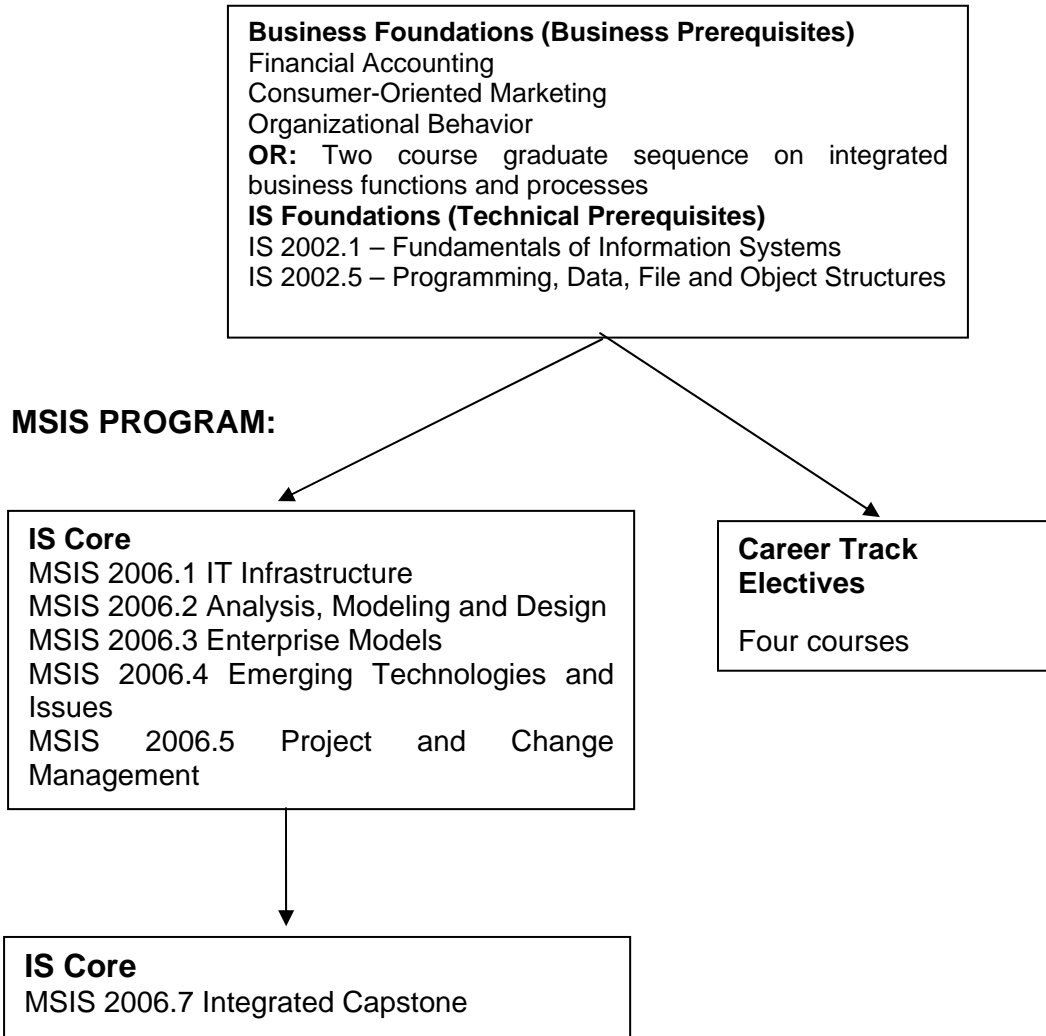 Business Foundations (Business Prerequisites)
Financial Accounting
Consumer-Oriented Marketing
Organizational Behavior
OR: Two course graduate sequence on integrated
business functions and processes
IS Foundations (Technical Prerequisites)
IS 2002.1 – Fundamentals of Information Systems
IS 2002.5 – Programming, Data, File and Object Structures
MSIS PROGRAM:
IS Core
MSIS 2006.1 IT Infrastructure
MSIS 2006.2 Analysis, Modeling and Design
MSIS 2006.3 Enterprise Models
MSIS 2006.4 Emerging Technologies and
Issues
MSIS 2006.5 Project and Change
Management
Career Track
Electives
Four courses
IS Core
MSIS 2006.7 Integrated Capstone